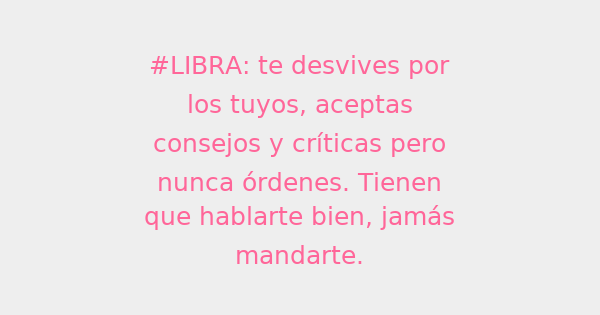 #LIBRA: te desvives por
los tuyos, aceptas
consejos y críticas pero
nunca órdenes. Tienen
que hablarte bien, jamás
mandarte.